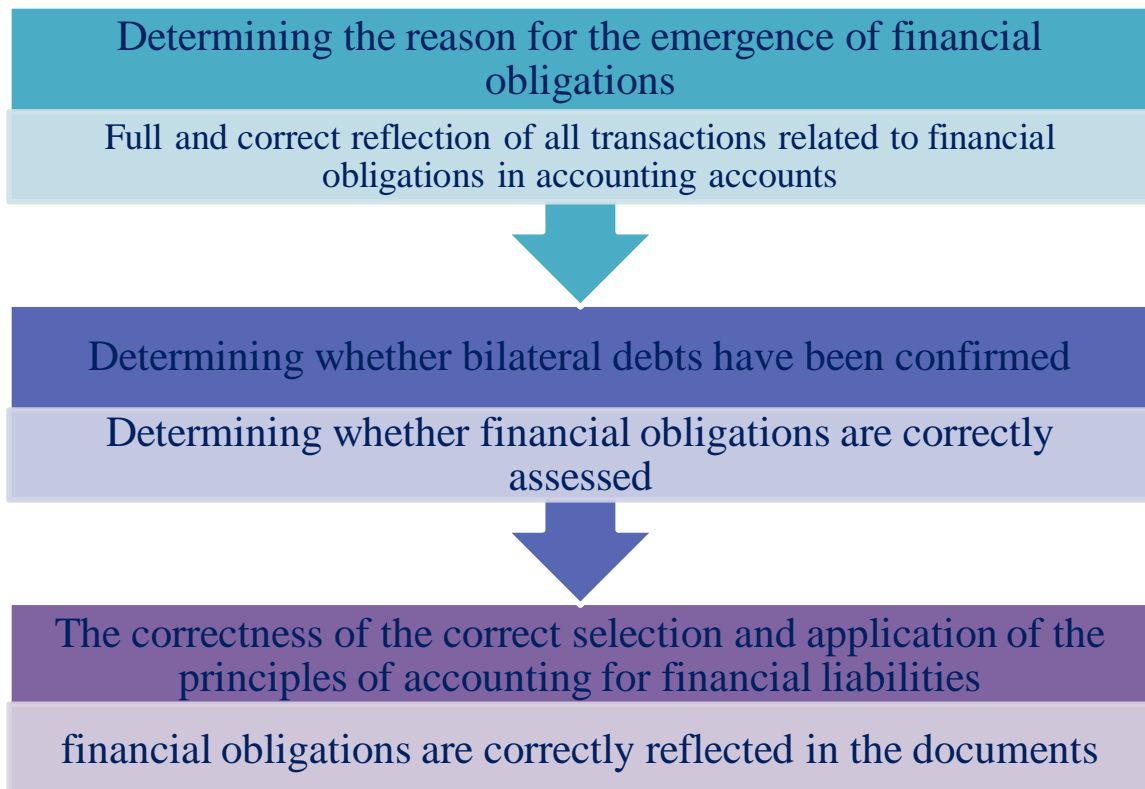 Determining the reason for the emergence of financial
obligations
Full and correct reflection of all transactions related to financial
obligations in accounting accounts
Determining whether bilateral debts have been confirmed
Determining whether financial obligations are correctly
assessed
The correctness of the correct selection and application of the
principles of accounting for financial liabilities
financial obligations are correctly reflected in the documents